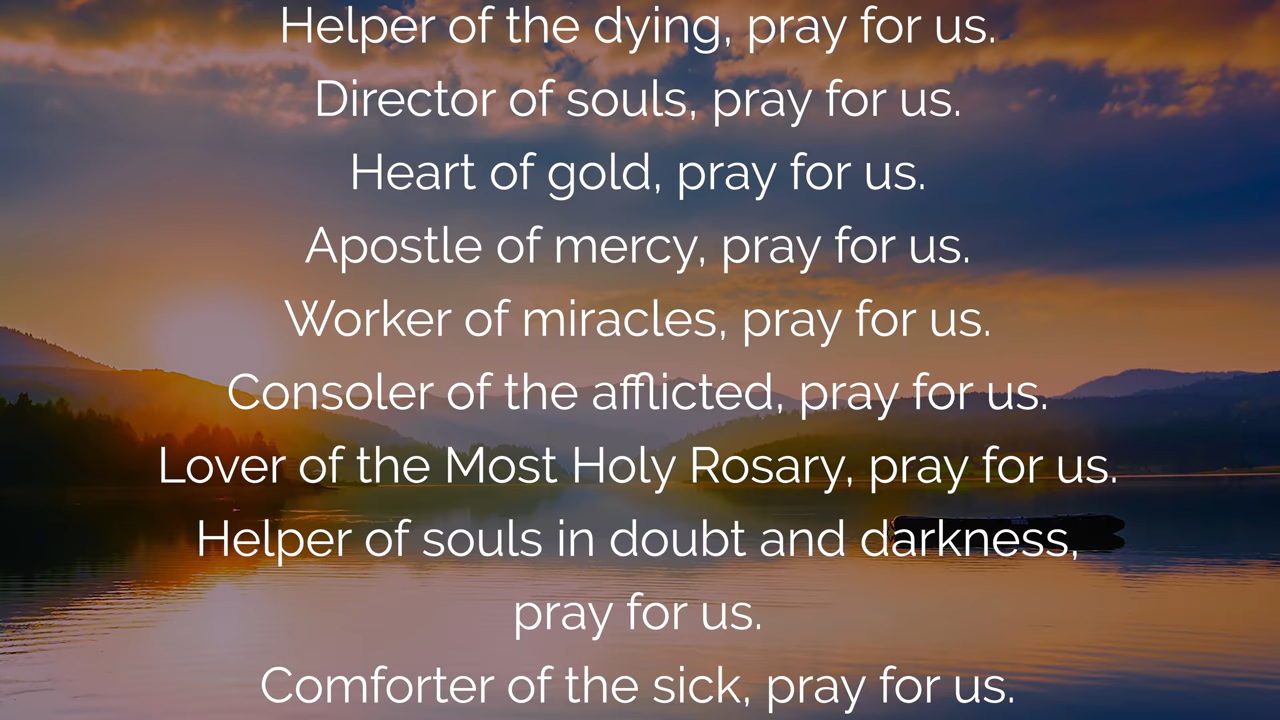 Helper of the dying, pray for us.
Director of souls, pray for us.
Heart of gold, pray for us.
Apostle of mercy, pray for us.
Worker of miracles, pray for us.
Consoler of the afflicted, pray for us.
Lover of the Most Holy Rosary, pray for us.
Helper of souls in doubt and darkness,
pray for us.
Comforter of the sick, pray for us.